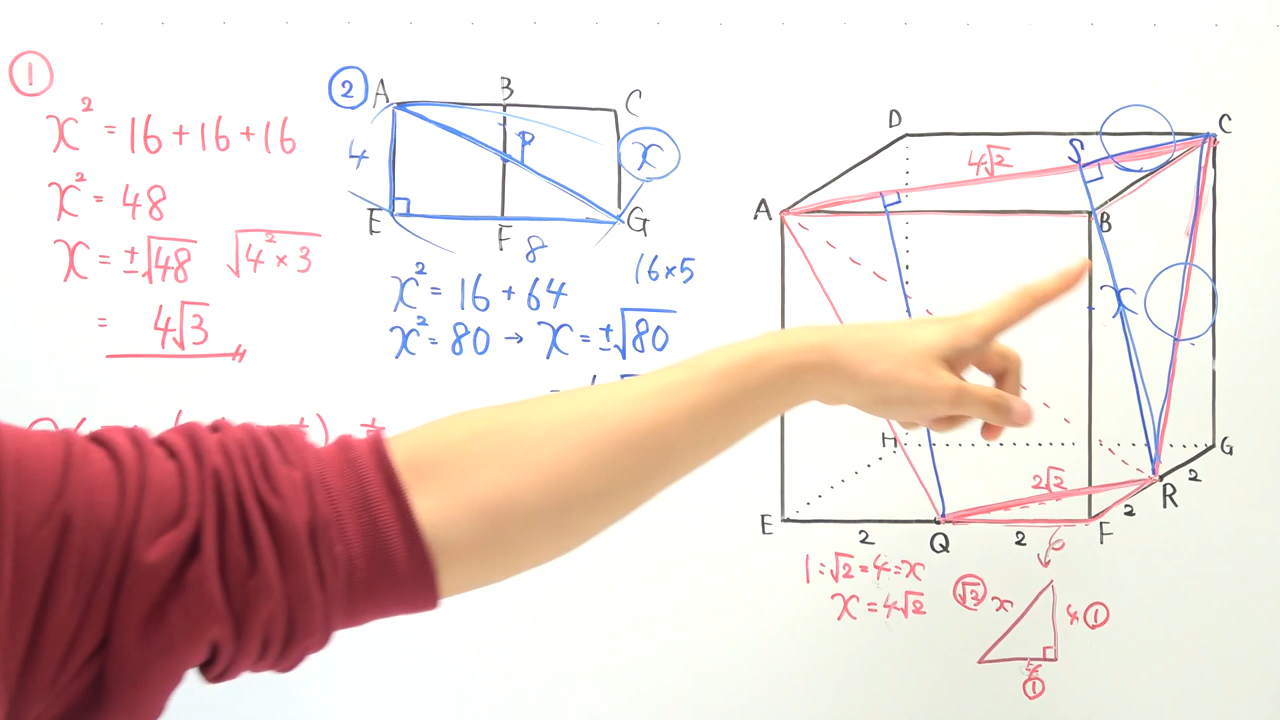 ①
x² = 16 + 16 + 16
x² = 48
x = ±√48 √4²×3
= 4√3
②
A B C
4 P x
E F G
8
16×5
x² = 16 + 64
x² = 80 → x = ±√80
D C
4√2 S
A B
x
H G
2√2 2
R
E Q F
2 2 2
1:√2=4:x
x=4√2
√2 x 4 ①
①